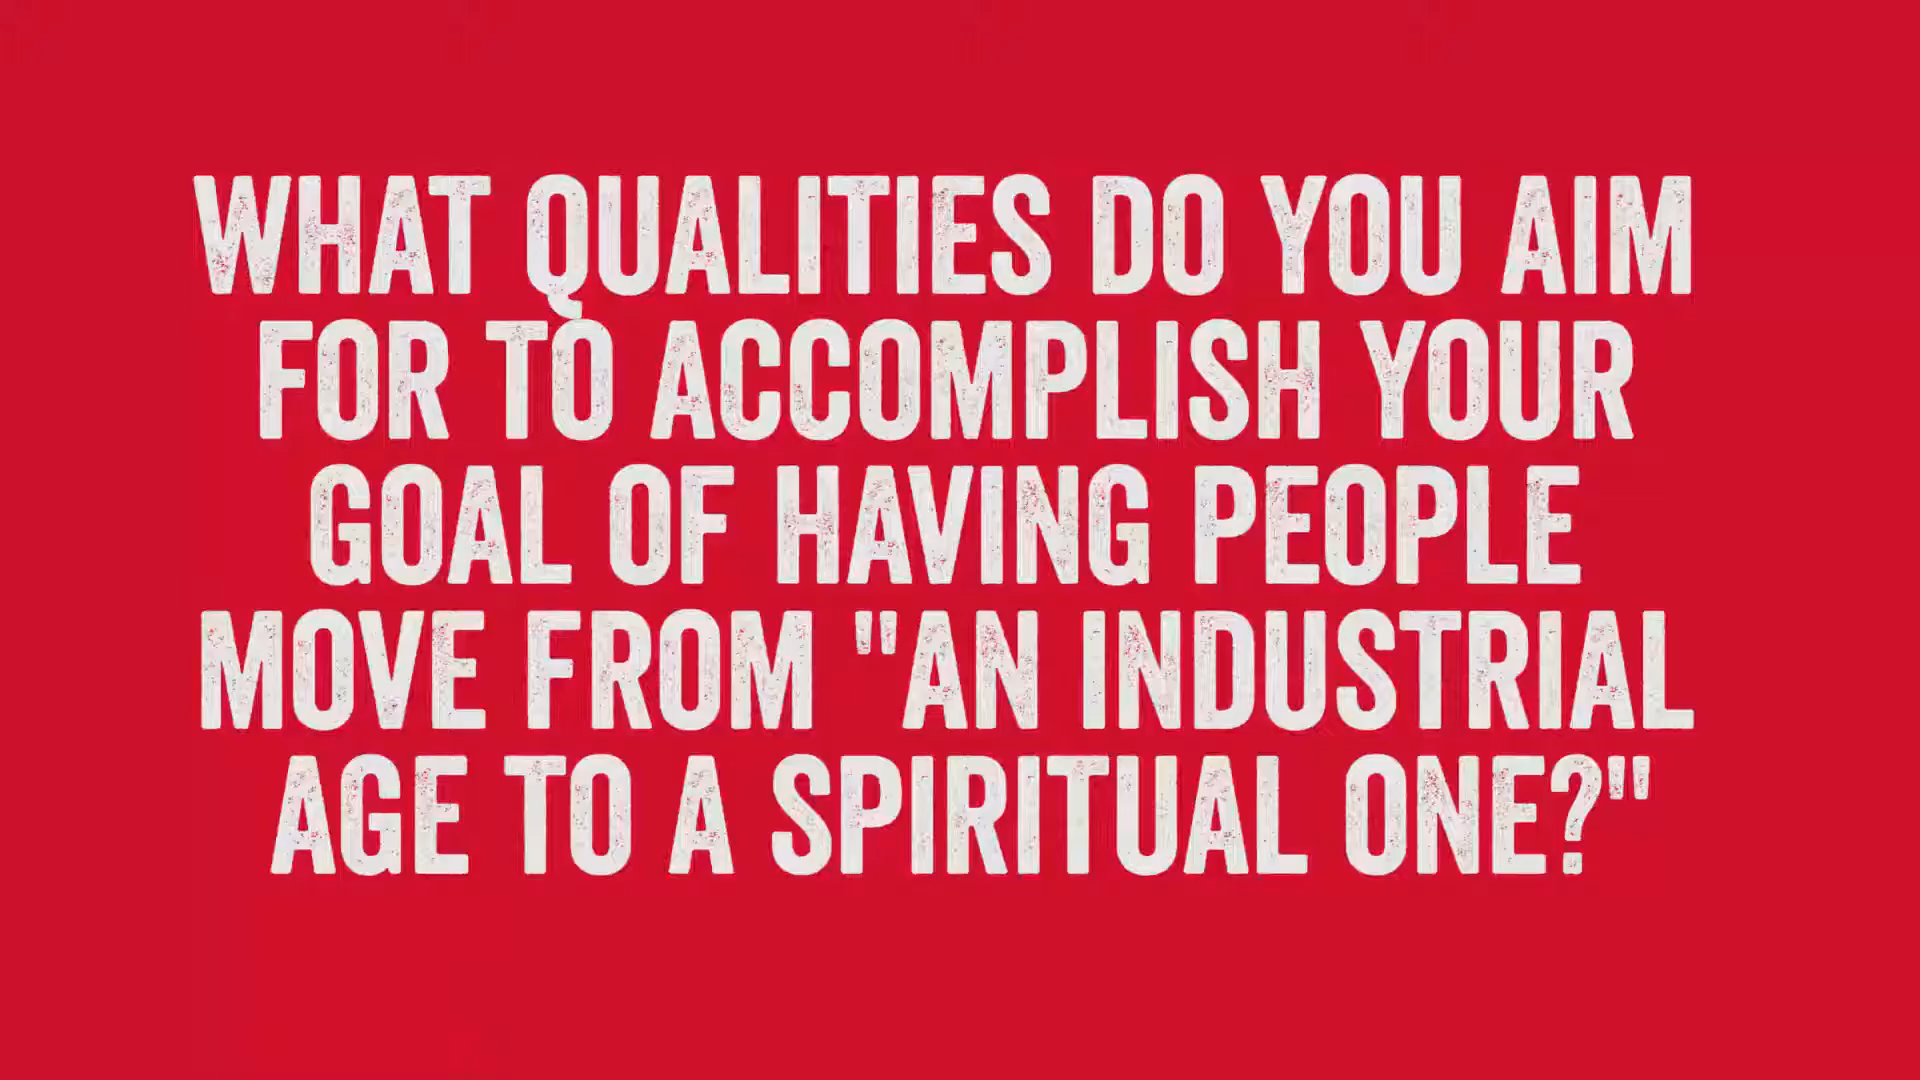 WHAT QUALITIES DO YOU AIM
FOR TO ACCOMPLISH YOUR
GOAL OF HAVING PEOPLE
MOVE FROM "AN INDUSTRIAL
AGE TO A SPIRITUAL ONE?"